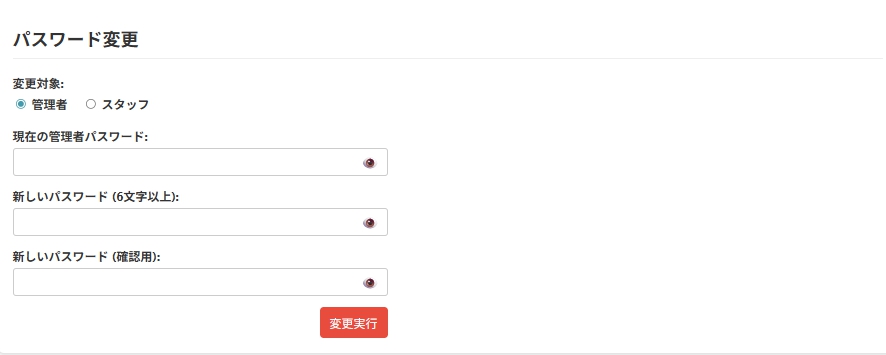 パスワード変更
変更対象:
管理者 スタッフ
現在の管理者パスワード:
新しいパスワード (6文字以上):
新しいパスワード (確認用):
変更実行